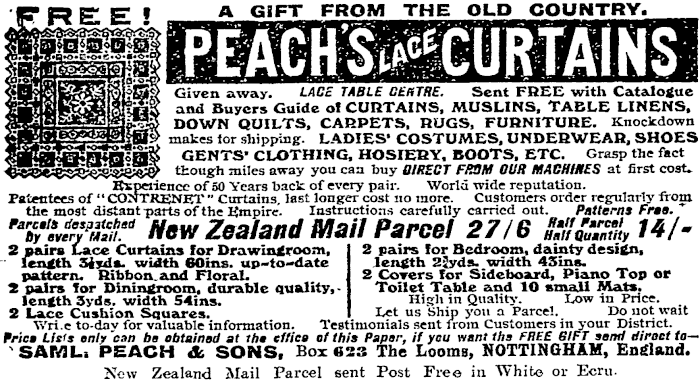 FREE!
A GIFT FROM THE OLD COUNTRY.
PEACH'S LACE CURTAINS
Given away. LACE TABLE CENTRE. Sent FREE with Catalogue
and Buyers Guide of CURTAINS, MUSLINS, TABLE LINENS,
DOWN QUILTS, CARPETS, RUGS, FURNITURE. Knockdown
makes for shipping. LADIES' COSTUMES, UNDERWEAR, SHOES
GENTS' CLOTHING, HOSIERY, BOOTS, ETC. Grasp the fact
though miles away you can buy DIRECT FROM OUR MACHINES at first cost.
Experience of 50 Years back of every pair. World wide reputation.
Patentees of "CONTRENET" Curtains, last longer cost no more. Customers order regularly from
the most distant parts of the Empire. Instructions carefully carried out. Patterns Free.
Parcels despatched by every Mail. New Zealand Mail Parcel 27/6 Half Parcel Half Quantity 14/-
2 pairs Lace Curtains for Drawingroom,
length 3½yds. width 60ins. up-to-date
pattern. Ribbon and Floral.
2 pairs for Diningroom, durable quality,
length 3yds. width 54ins.
2 Lace Cushion Squares.
2 pairs for Bedroom, dainty design,
length 2½yds. width 43ins.
2 Covers for Sideboard, Piano Top or
Toilet Table and 10 small Mats.
High in Quality. Low in Price.
Let us Ship you a Parcel. Do not wait
Write to-day for valuable information. Testimonials sent from Customers in your District.
Price Lists only can be obtained at the office of this Paper, if you want the FREE GIFT send direct to—
SAML. PEACH & SONS, Box 623 The Looms, NOTTINGHAM, England.
New Zealand Mail Parcel sent Post Free in White or Ecru.